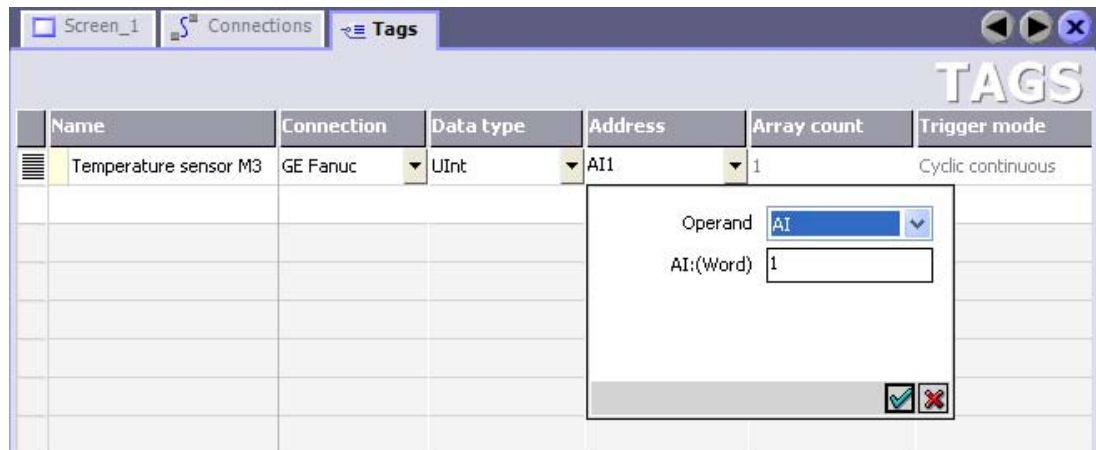 Screen_1 Connections Tags
TAGS
Name Connection Data type Address Array count Trigger mode
Temperature sensor M3 GE Fanuc UInt AI1 1 Cyclic continuous
Operand AI
AI:(Word) 1